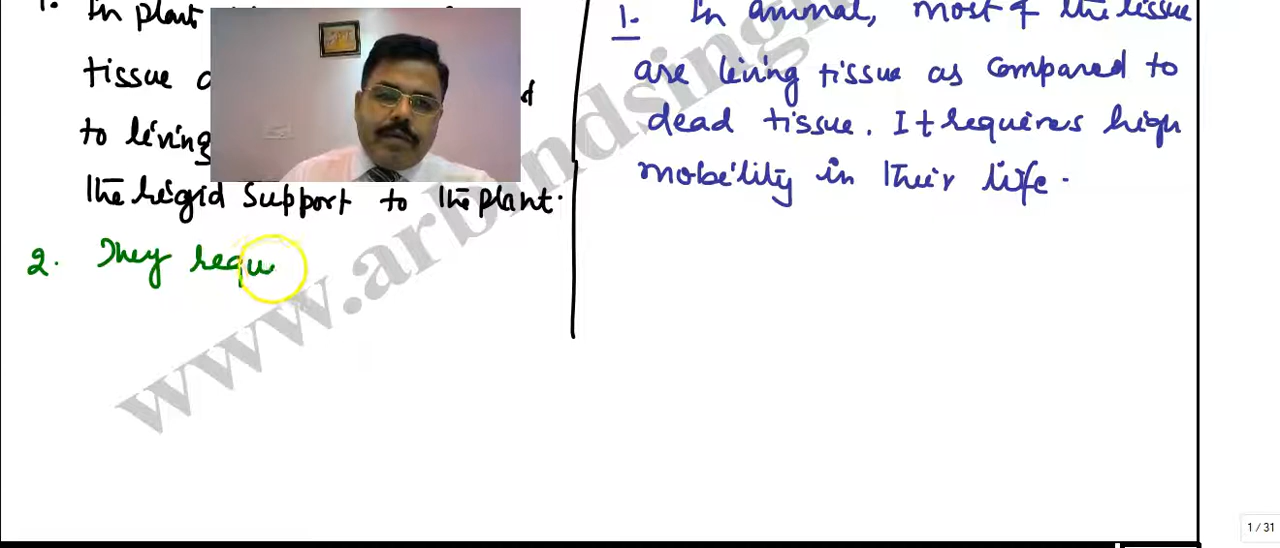 1. In plant
tissue
to living
the rigid support to the plant.
2. They requ
1. In animal, most of the tissue
are living tissue as compared to
dead tissue. It requires high
mobility in their life.
www.arbindsingh
1 / 31